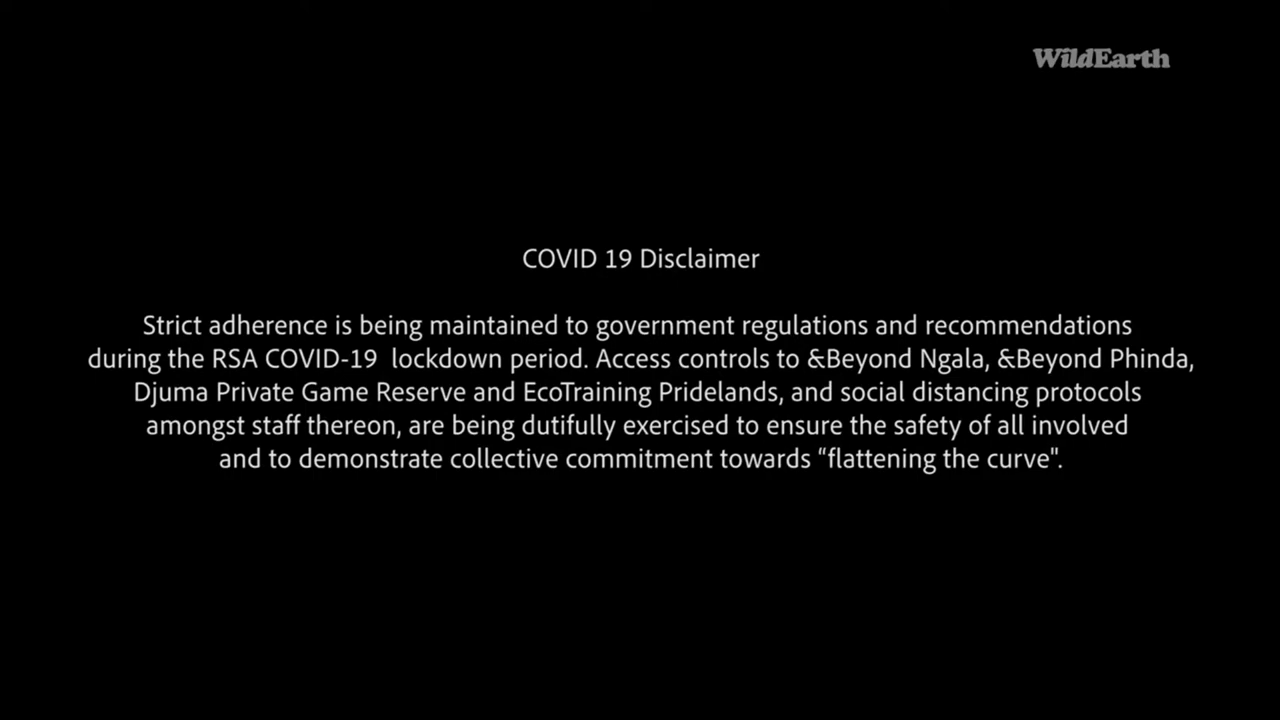 WildEarth
COVID 19 Disclaimer
Strict adherence is being maintained to government regulations and recommendations
during the RSA COVID-19  lockdown period. Access controls to &Beyond Ngala, &Beyond Phinda,
Djuma Private Game Reserve and EcoTraining Pridelands, and social distancing protocols
amongst staff thereon, are being dutifully exercised to ensure the safety of all involved
and to demonstrate collective commitment towards “flattening the curve".